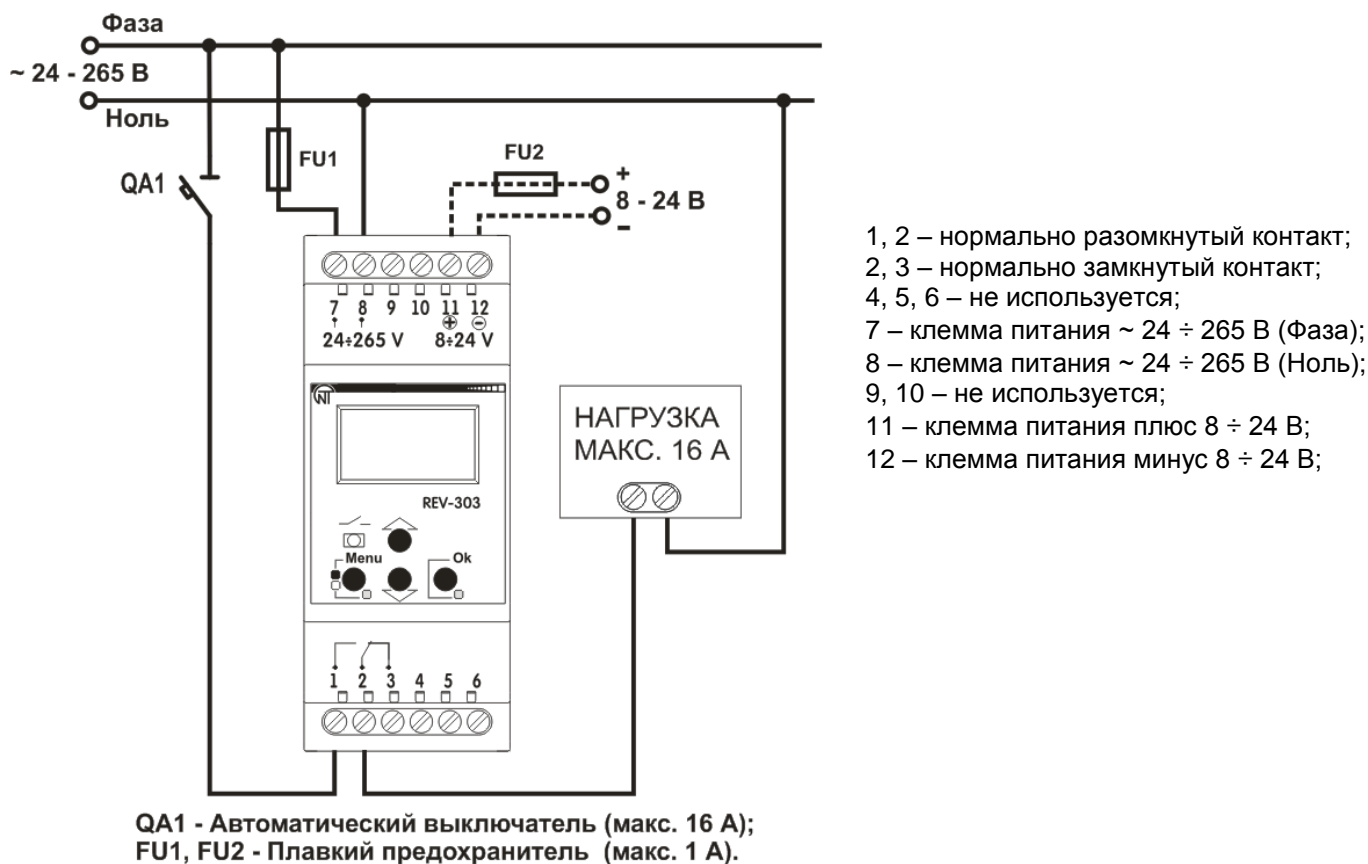 Фаза
~ 24 - 265 В
Ноль
QA1
FU1
FU2
+
8 - 24 В
-
7 8 9 10 11 12
24÷265 V 8÷24 V
NT
REV-303
Menu
Ok
1 2 3 4 5 6
НАГРУЗКА
МАКС. 16 А
1, 2 – нормально разомкнутый контакт;
2, 3 – нормально замкнутый контакт;
4, 5, 6 – не используется;
7 – клемма питания ~ 24 ÷ 265 В (Фаза);
8 – клемма питания ~ 24 ÷ 265 В (Ноль);
9, 10 – не используется;
11 – клемма питания плюс 8 ÷ 24 В;
12 – клемма питания минус 8 ÷ 24 В;
QA1 - Автоматический выключатель (макс. 16 А);
FU1, FU2 - Плавкий предохранитель (макс. 1 А).